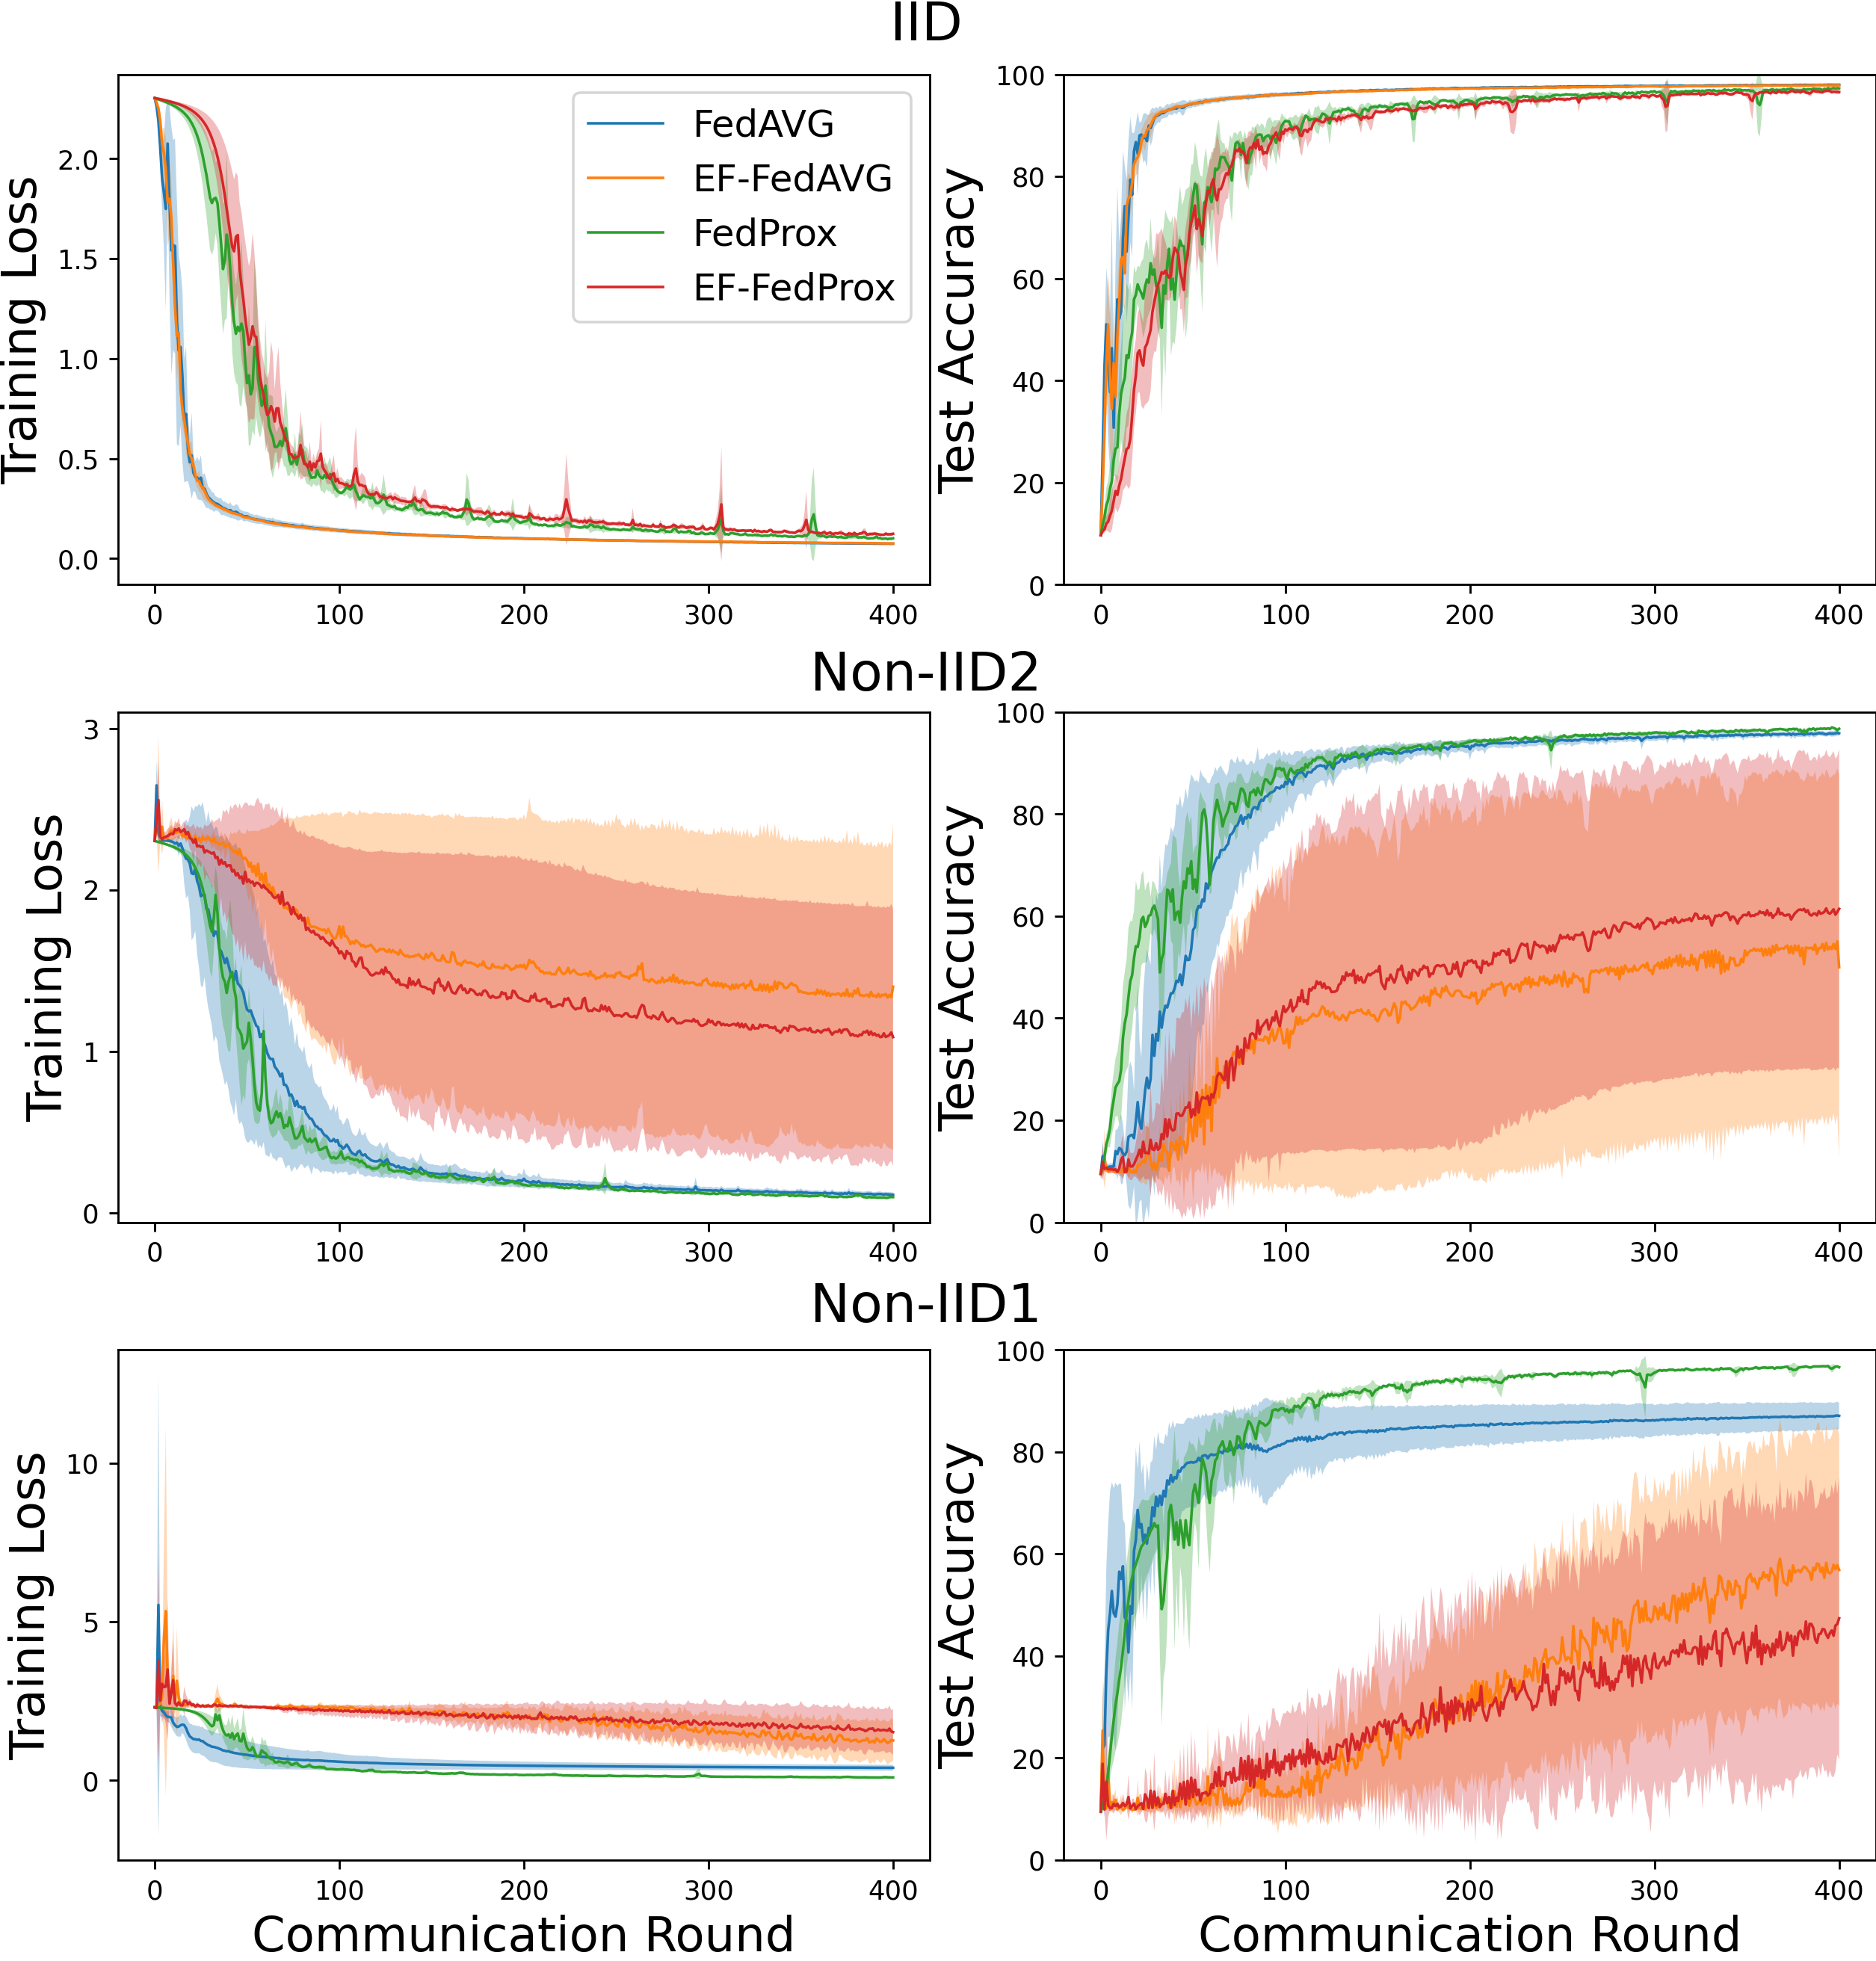 IID
Training Loss
2.0
1.5
1.0
0.5
0.0
0 100 200 300 400
FedAVG
EF-FedAVG
FedProx
EF-FedProx
Test Accuracy
100
80
60
40
20
0
0 100 200 300 400
Non-IID2
Training Loss
3
2
1
0
0 100 200 300 400
Test Accuracy
100
80
60
40
20
0
0 100 200 300 400
Non-IID1
Training Loss
10
5
0
0 100 200 300 400
Communication Round
Test Accuracy
100
80
60
40
20
0
0 100 200 300 400
Communication Round